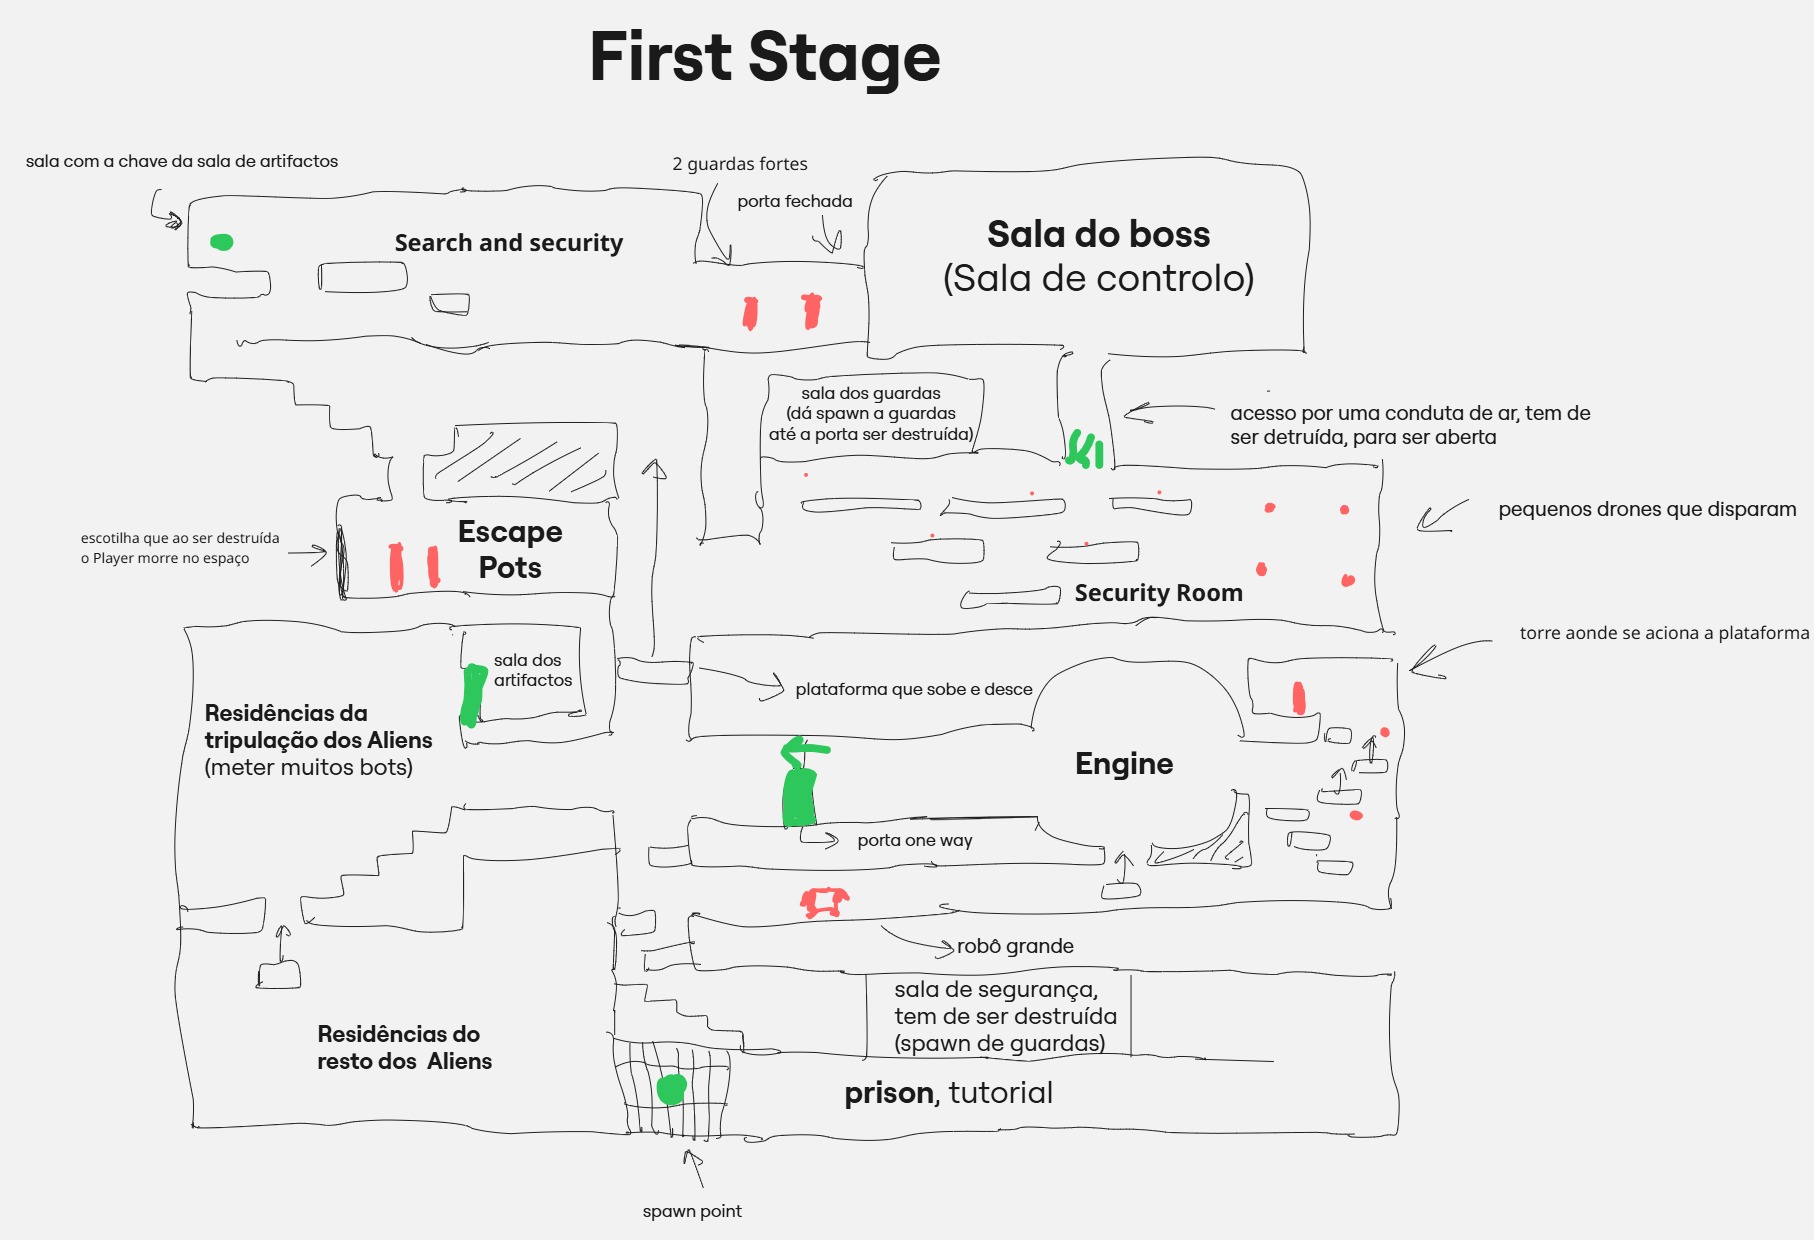 First Stage
sala com a chave da sala de artifactos
2 guardas fortes
porta fechada
Search and security
Sala do boss
(Sala de controlo)
sala dos guardas
(dá spawn a guardas
até a porta ser destruída)
acesso por uma conduta de ar, tem de
ser detruída, para ser aberta
pequenos drones que disparam
Escape
Pots
escotilha que ao ser destruída
o Player morre no espaço
Security Room
torre aonde se aciona a plataforma
sala dos
artifactos
plataforma que sobe e desce
Residências da
tripulação dos Aliens
(meter muitos bots)
Engine
porta one way
robô grande
sala de segurança,
tem de ser destruída
(spawn de guardas)
Residências do
resto dos  Aliens
prison, tutorial
spawn point